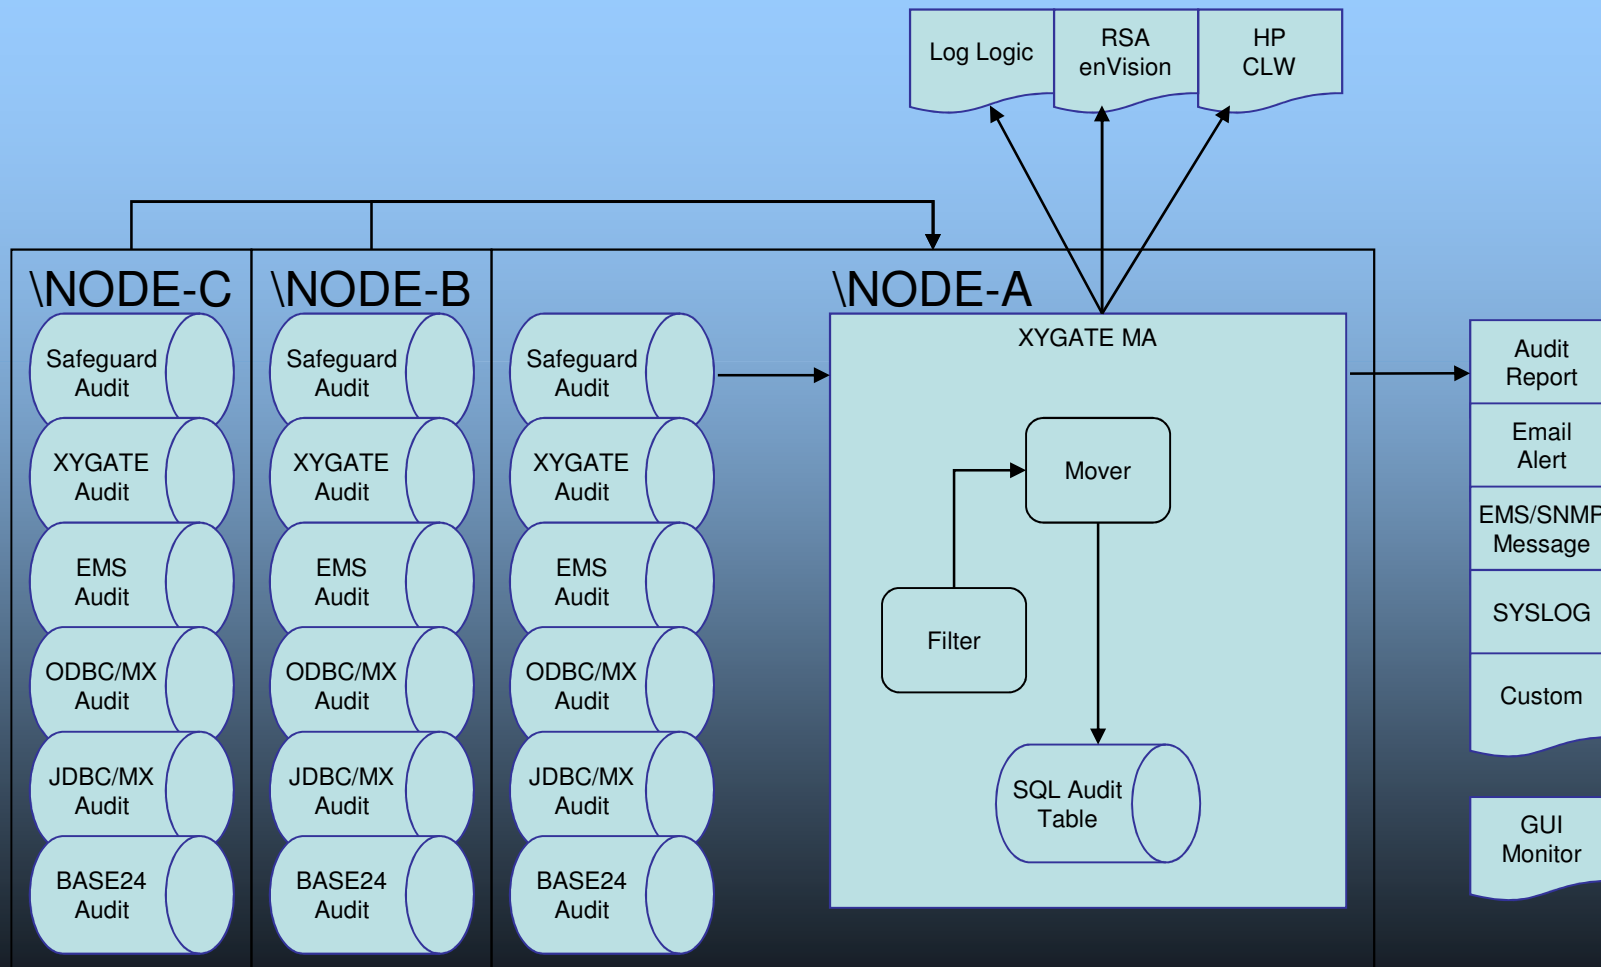 Log Logic
RSA
enVision
HP
CLW
\NODE-C
\NODE-B
\NODE-A
Safeguard
Audit
XYGATE
Audit
EMS
Audit
ODBC/MX
Audit
JDBC/MX
Audit
BASE24
Audit
Safeguard
Audit
XYGATE
Audit
EMS
Audit
ODBC/MX
Audit
JDBC/MX
Audit
BASE24
Audit
Safeguard
Audit
XYGATE
Audit
EMS
Audit
ODBC/MX
Audit
JDBC/MX
Audit
BASE24
Audit
XYGATE MA
Mover
Filter
SQL Audit
Table
Audit
Report
Email
Alert
EMS/SNMP
Message
SYSLOG
Custom
GUI
Monitor